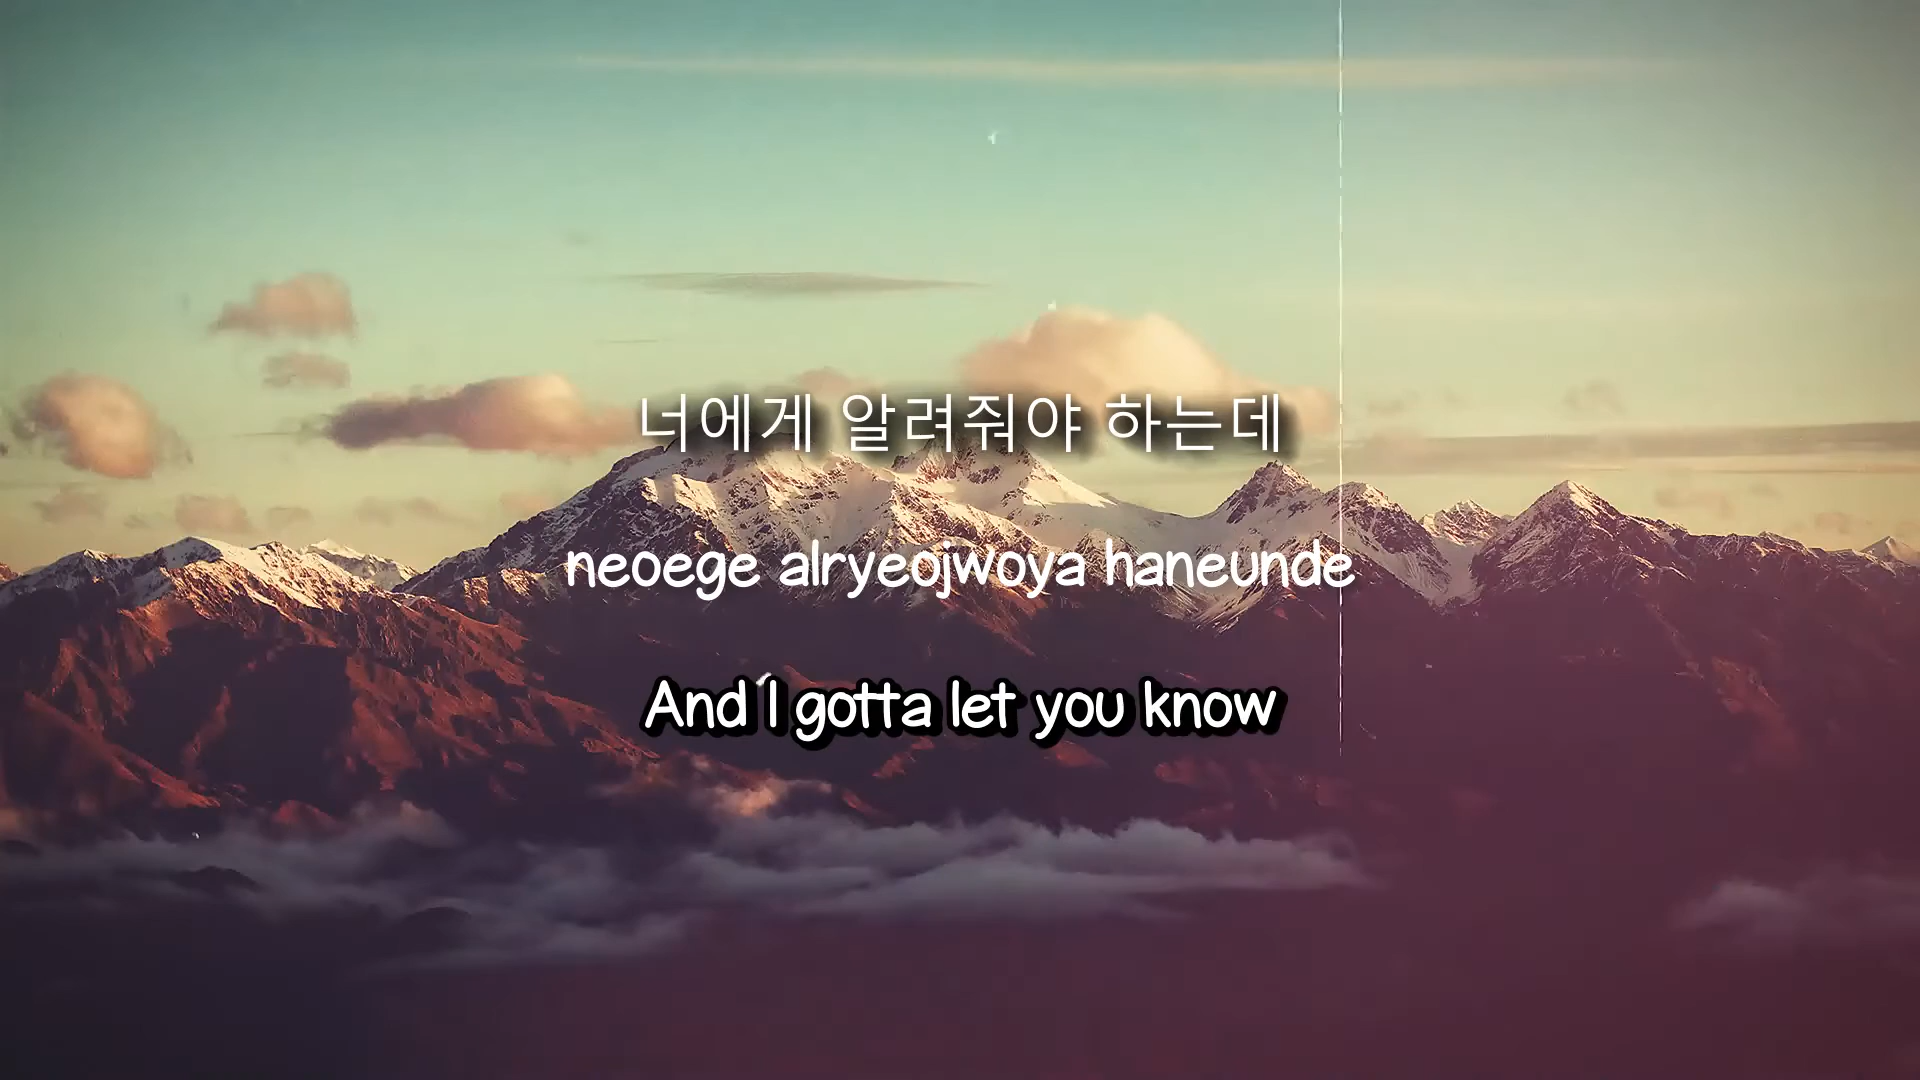 너에게 알려줘야 하는데
neoege alryeojwoya haneunde
And I gotta let you know